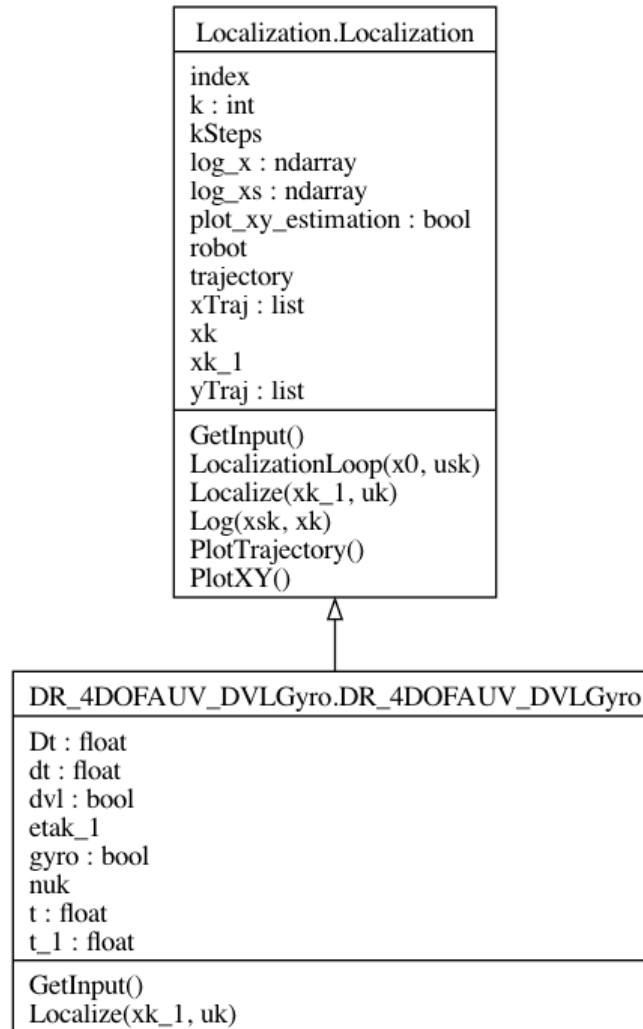 Localization.Localization
index
k : int
kSteps
log_x : ndarray
log_xs : ndarray
plot_xy_estimation : bool
robot
trajectory
xTraj : list
xk
xk_1
yTraj : list
GetInput()
LocalizationLoop(x0, usk)
Localize(xk_1, uk)
Log(xsk, xk)
PlotTrajectory()
PlotXY()
DR_4DOFAUV_DVLGyro.DR_4DOFAUV_DVLGyro
Dt : float
dt : float
dvl : bool
etak_1
gyro : bool
nuk
t : float
t_1 : float
GetInput()
Localize(xk_1, uk)